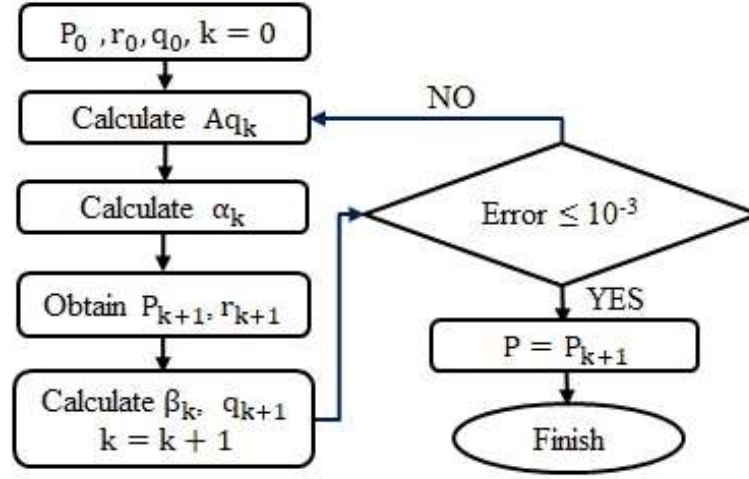 P₀ , r₀, q₀, k = 0
Calculate Aqₖ
Calculate αₖ
Obtain Pₖ₊₁, rₖ₊₁
Calculate βₖ, qₖ₊₁
k = k + 1
NO
Error ≤ 10⁻³
YES
P = Pₖ₊₁
Finish